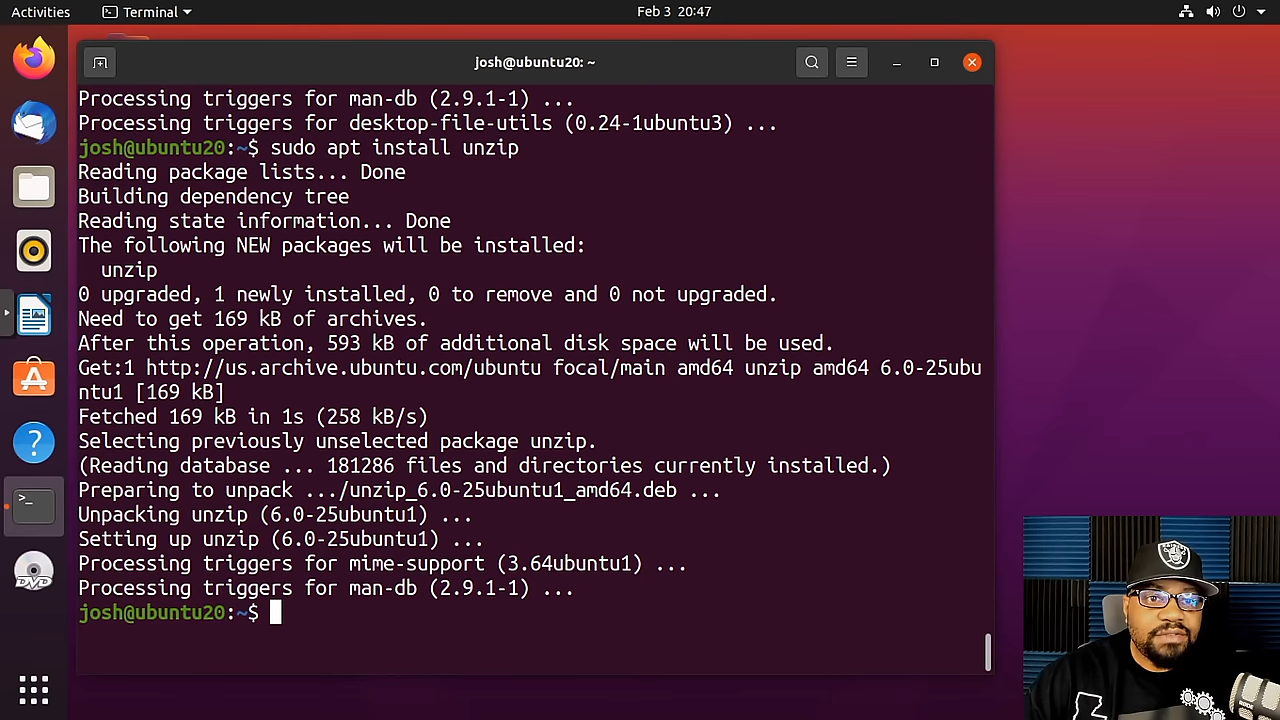 Activities
Terminal
Feb 3 20:47
josh@ubuntu20: ~
Processing triggers for man-db (2.9.1-1) ...
Processing triggers for desktop-file-utils (0.24-1ubuntu3) ...
josh@ubuntu20:~$ sudo apt install unzip
Reading package lists... Done
Building dependency tree
Reading state information... Done
The following NEW packages will be installed:
unzip
0 upgraded, 1 newly installed, 0 to remove and 0 not upgraded.
Need to get 169 kB of archives.
After this operation, 593 kB of additional disk space will be used.
Get:1 http://us.archive.ubuntu.com/ubuntu focal/main amd64 unzip amd64 6.0-25ubu
ntu1 [169 kB]
Fetched 169 kB in 1s (258 kB/s)
Selecting previously unselected package unzip.
(Reading database ... 181286 files and directories currently installed.)
Preparing to unpack .../unzip_6.0-25ubuntu1_amd64.deb ...
Unpacking unzip (6.0-25ubuntu1) ...
Setting up unzip (6.0-25ubuntu1) ...
Processing triggers for mime-support (3.64ubuntu1) ...
Processing triggers for man-db (2.9.1-1) ...
josh@ubuntu20:~$
DVD